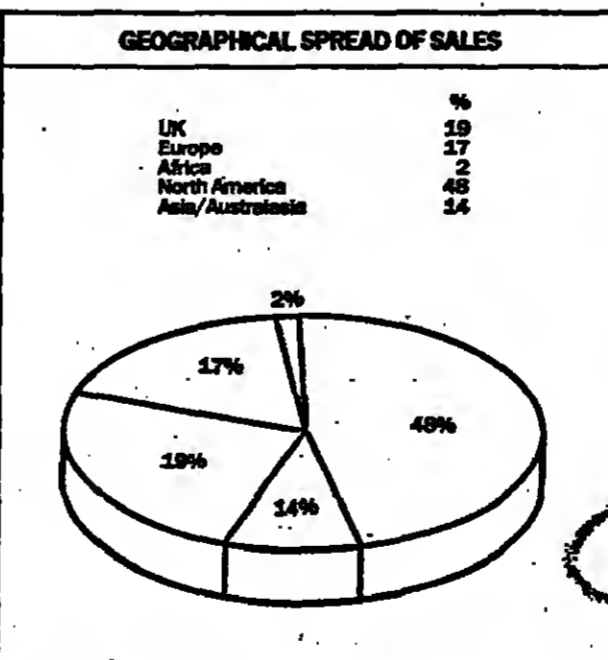 GEOGRAPHICAL SPREAD OF SALES
%
UK 19
Europe 17
Africa 2
North America 48
Asia/Australasia 14
2%
17%
48%
19%
14%